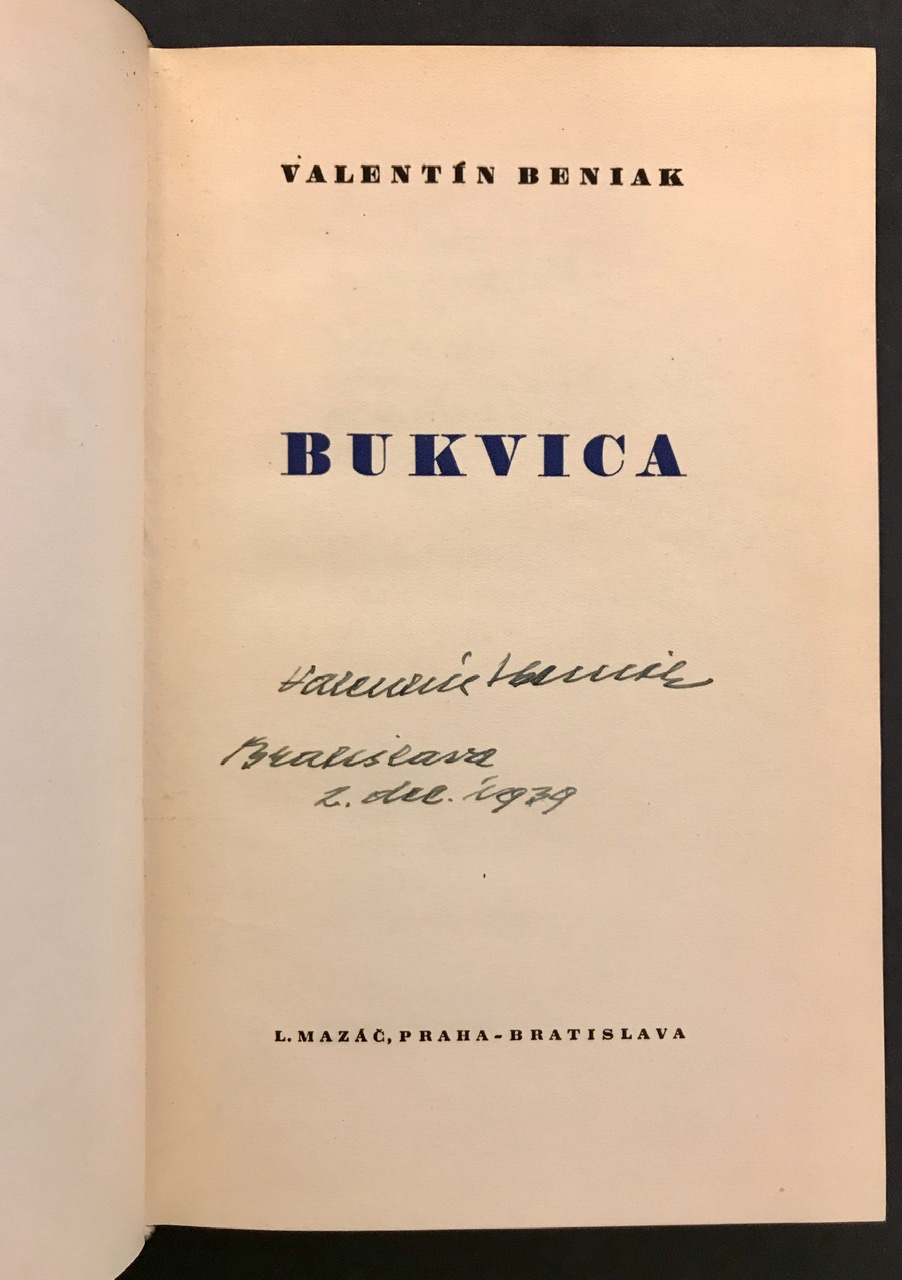 VALENTÍN BENIAK
BUKVICA
Valentín Beniak
Bratislava
2. dec. 1939
L. MAZÁČ, PRAHA-BRATISLAVA